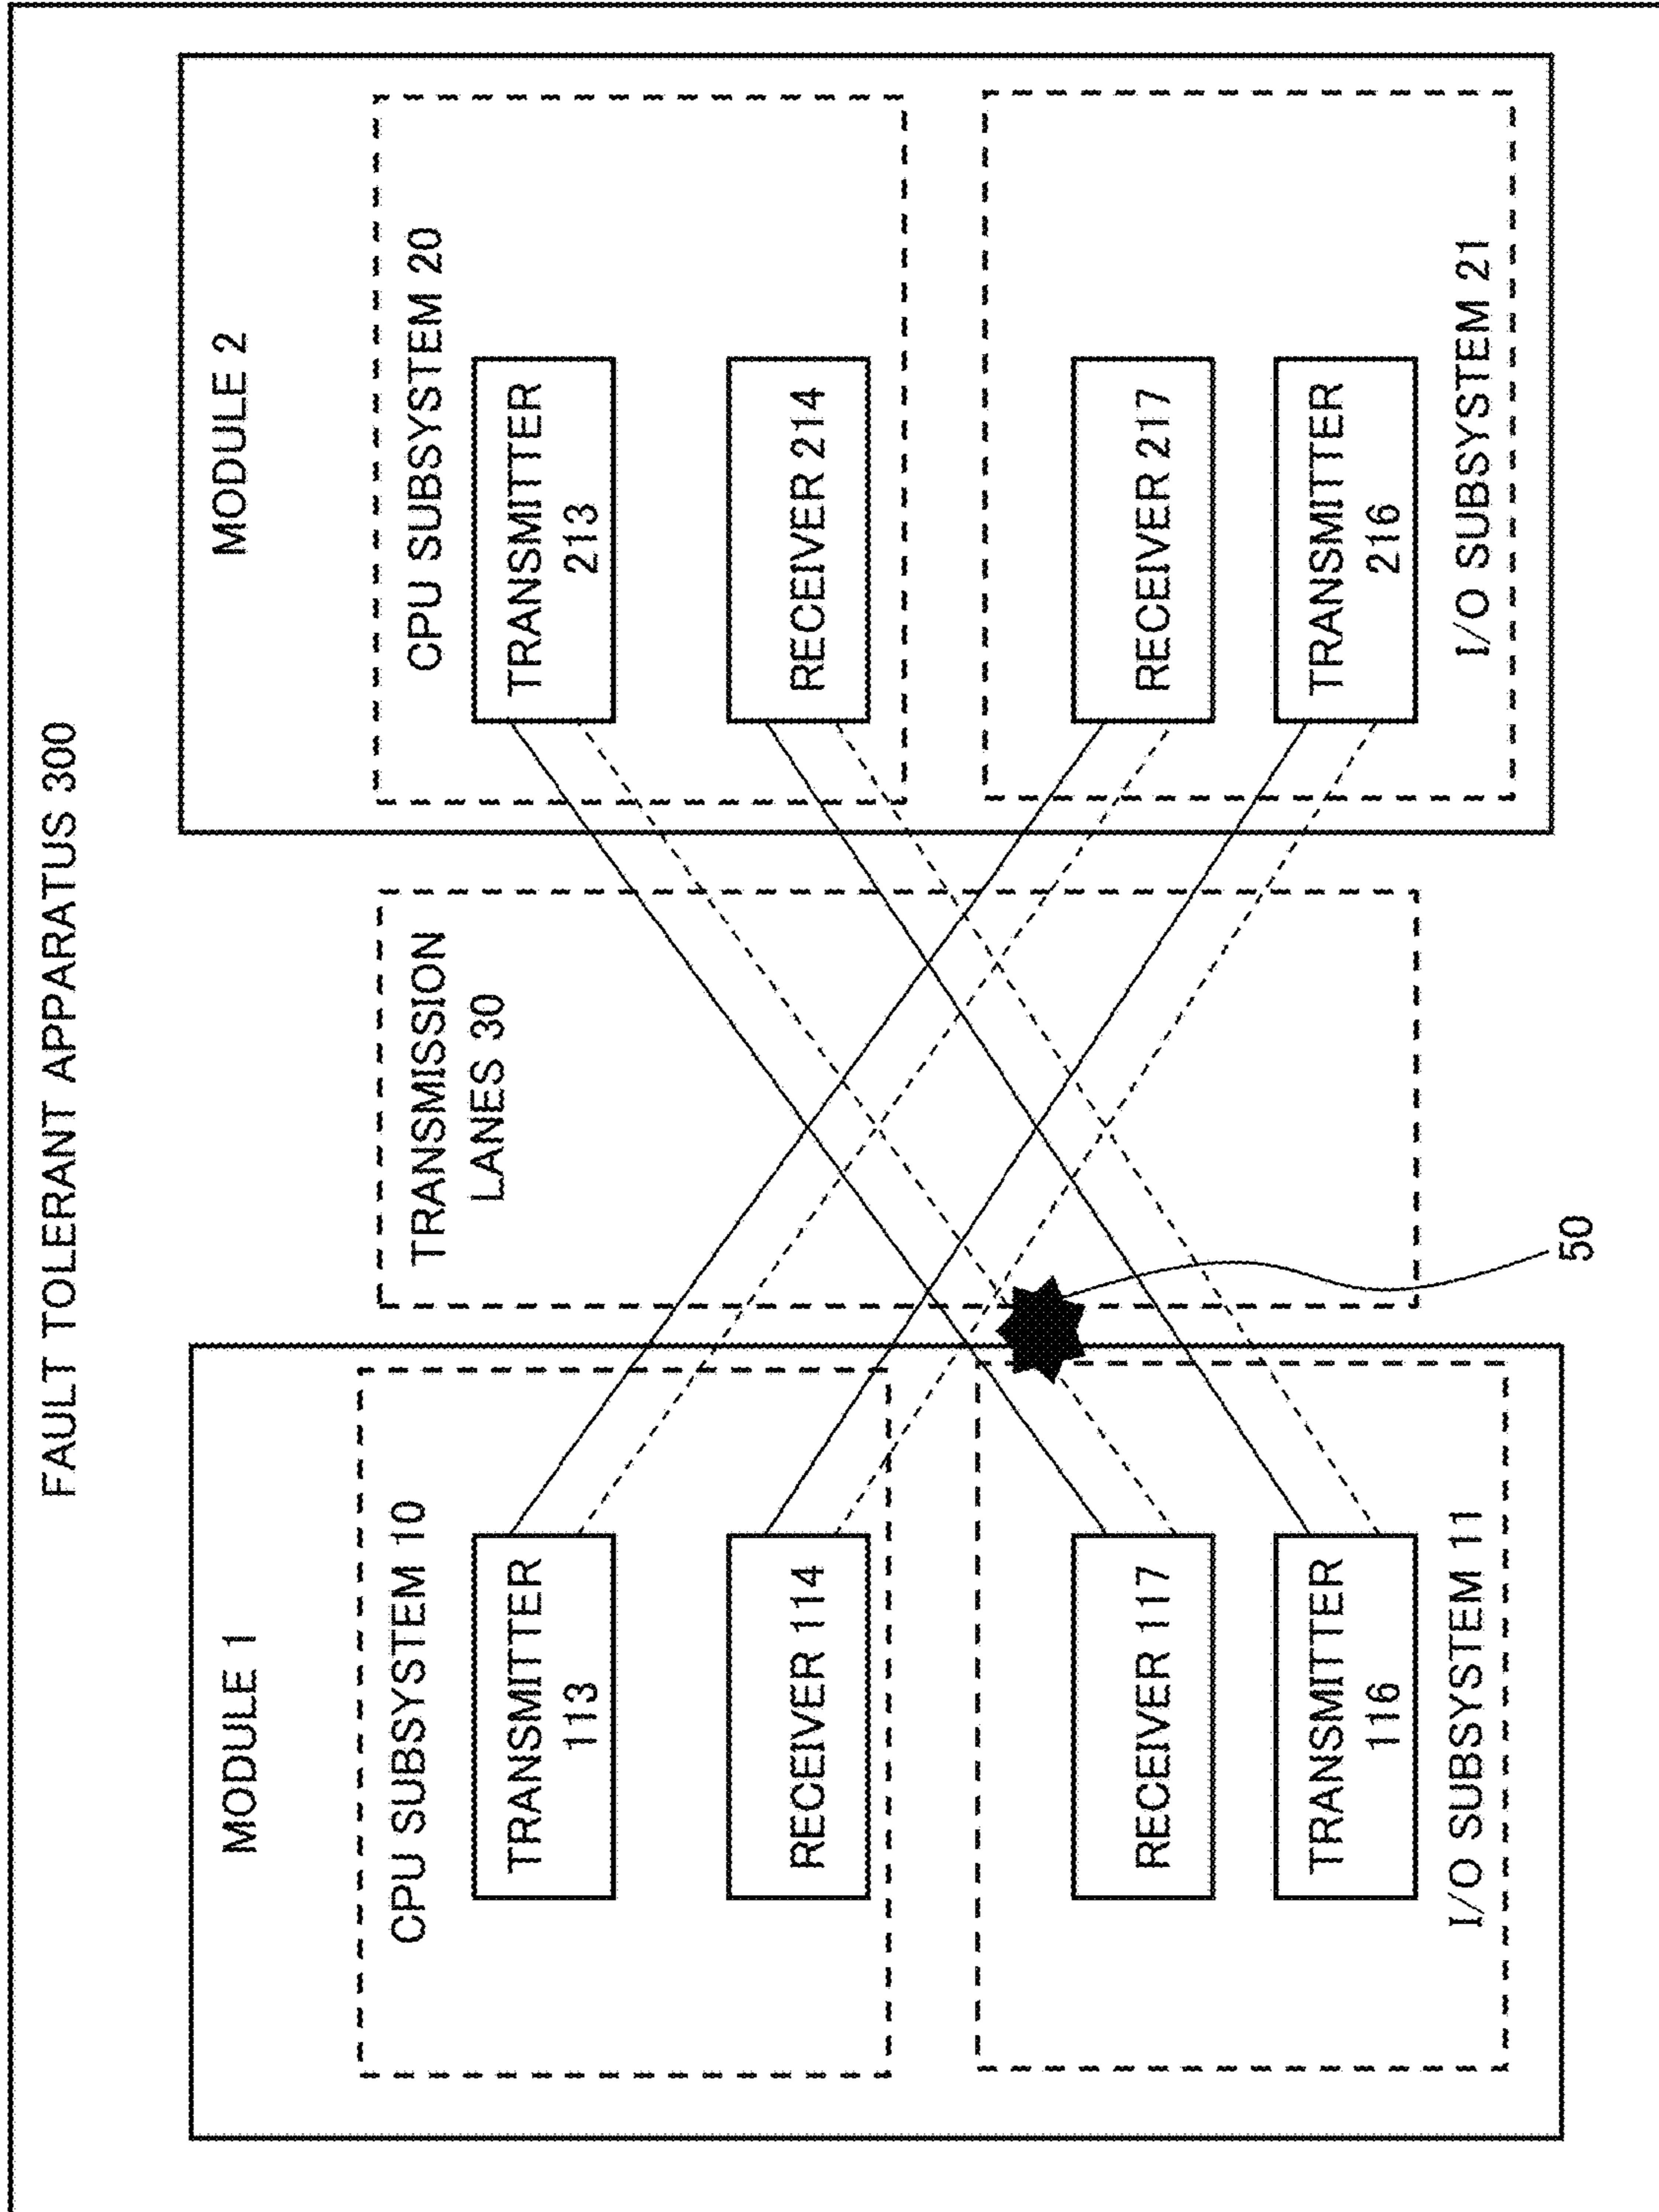 FAULT TOLERANT APPARATUS 300
MODULE 1
CPU SUBSYSTEM 10
TRANSMITTER
113
RECEIVER 114
RECEIVER 117
TRANSMITTER
116
I/O SUBSYSTEM 11
TRANSMISSION
LANES 30
50
MODULE 2
CPU SUBSYSTEM 20
TRANSMITTER
213
RECEIVER 214
RECEIVER 217
TRANSMITTER
216
I/O SUBSYSTEM 21